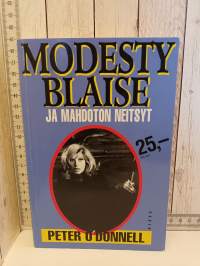 MODESTY
BLAISE
JA MAHDOTON NEITSYT
25,–
PETER O'DONNELL